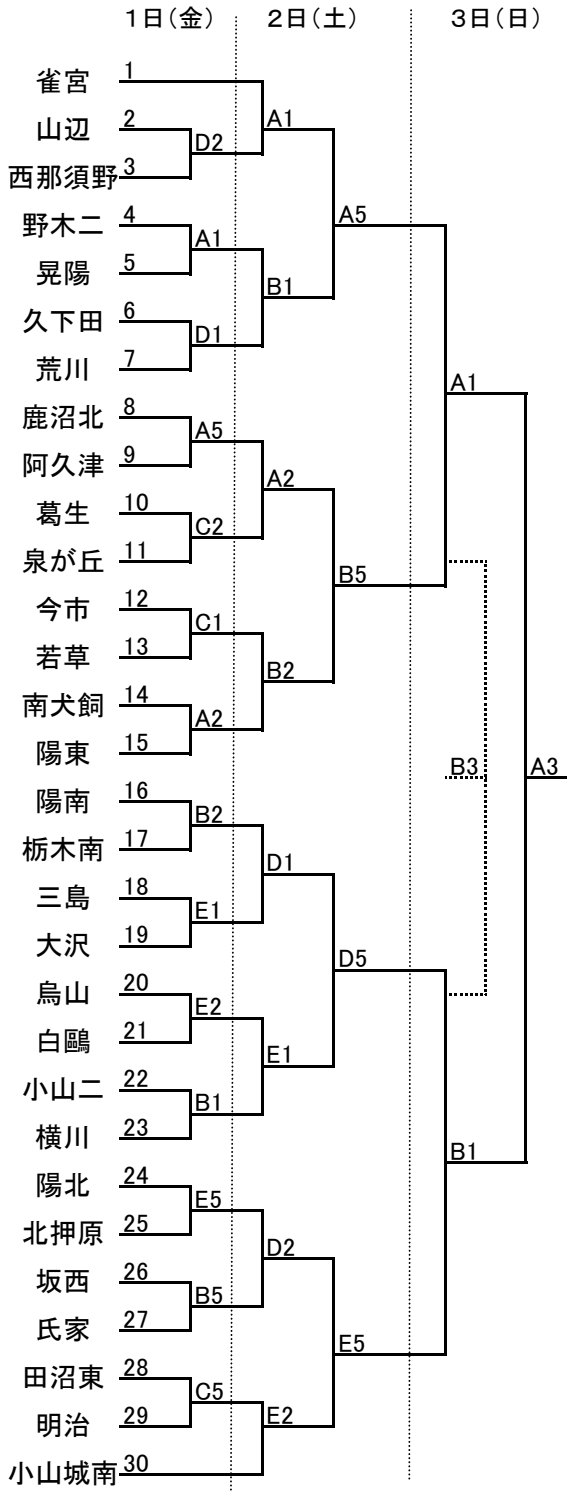 1日(金) 2日(土) 3日(日)
雀宮 1
A1
山辺 2
D2
西那須野 3
A5
野木二 4
A1
晃陽 5
B1
久下田 6
D1
荒川 7
A1
鹿沼北 8
A5
阿久津 9
A2
葛生 10
C2
泉が丘 11
B5
今市 12
C1
若草 13
B2
南犬飼 14
A2
陽東 15
B3 A3
陽南 16
B2
栃木南 17
D1
三島 18
E1
大沢 19
D5
烏山 20
E2
白鷗 21
E1
小山二 22
B1
横川 23
B1
陽北 24
E5
北押原 25
D2
坂西 26
B5
氏家 27
E5
田沼東 28
C5
明治 29
E2
小山城南 30